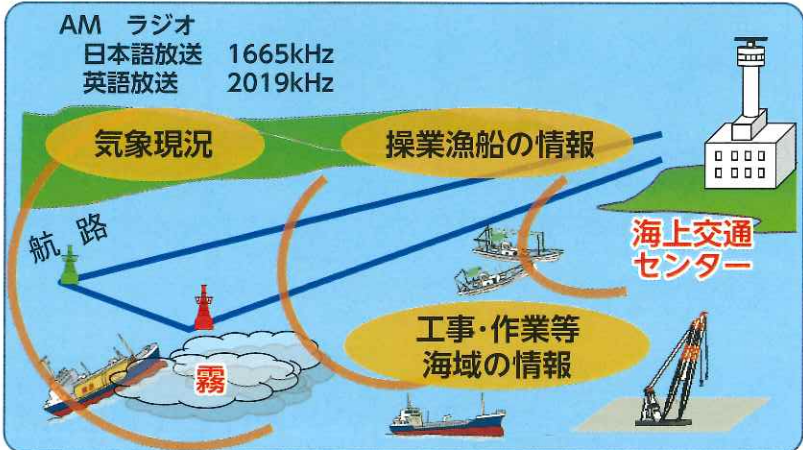 AM ラジオ
日本語放送 1665kHz
英語放送 2019kHz
気象現況
操業漁船の情報
航路
海上交通
センター
工事・作業等
海域の情報
霧